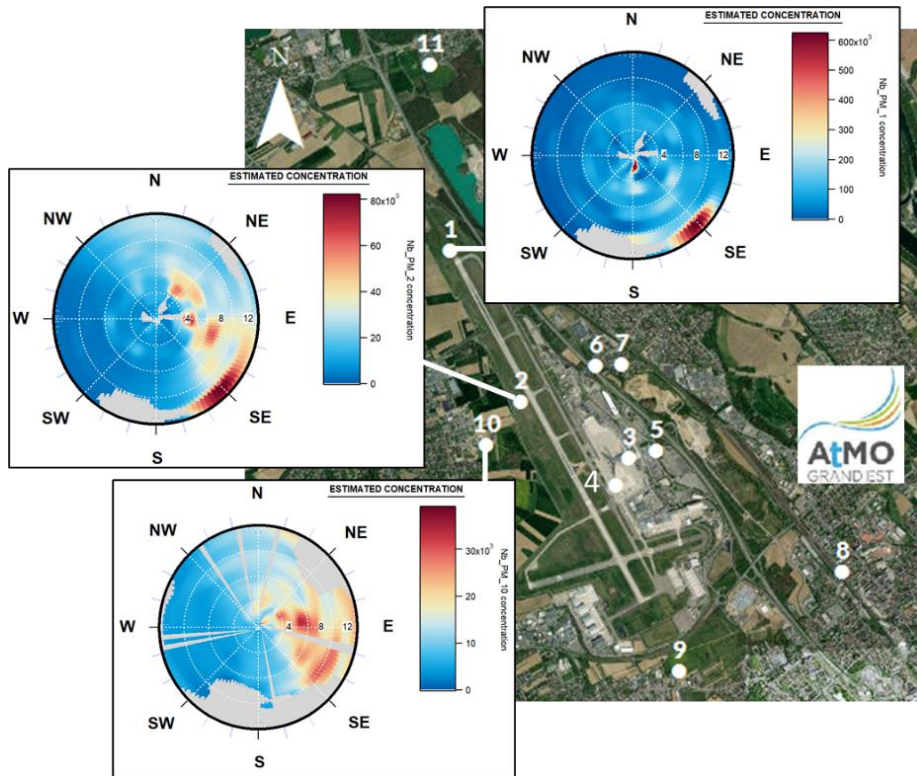 11
N
ESTIMATED CONCENTRATION
N
NW
NE
W
E
SW
SE
S
4
8
12
600x10³
500
400
300
200
100
0
Nb_PM_1 concentration
ESTIMATED CONCENTRATION
N
NW
NE
W
E
SW
SE
S
4
8
12
80x10³
60
40
20
0
Nb_PM_2 concentration
1
2
10
6
7
3
5
4
8
9
AtMO
GRAND EST
ESTIMATED CONCENTRATION
N
NW
NE
W
E
SW
SE
S
4
8
12
30x10³
20
10
0
Nb_PM_10 concentration